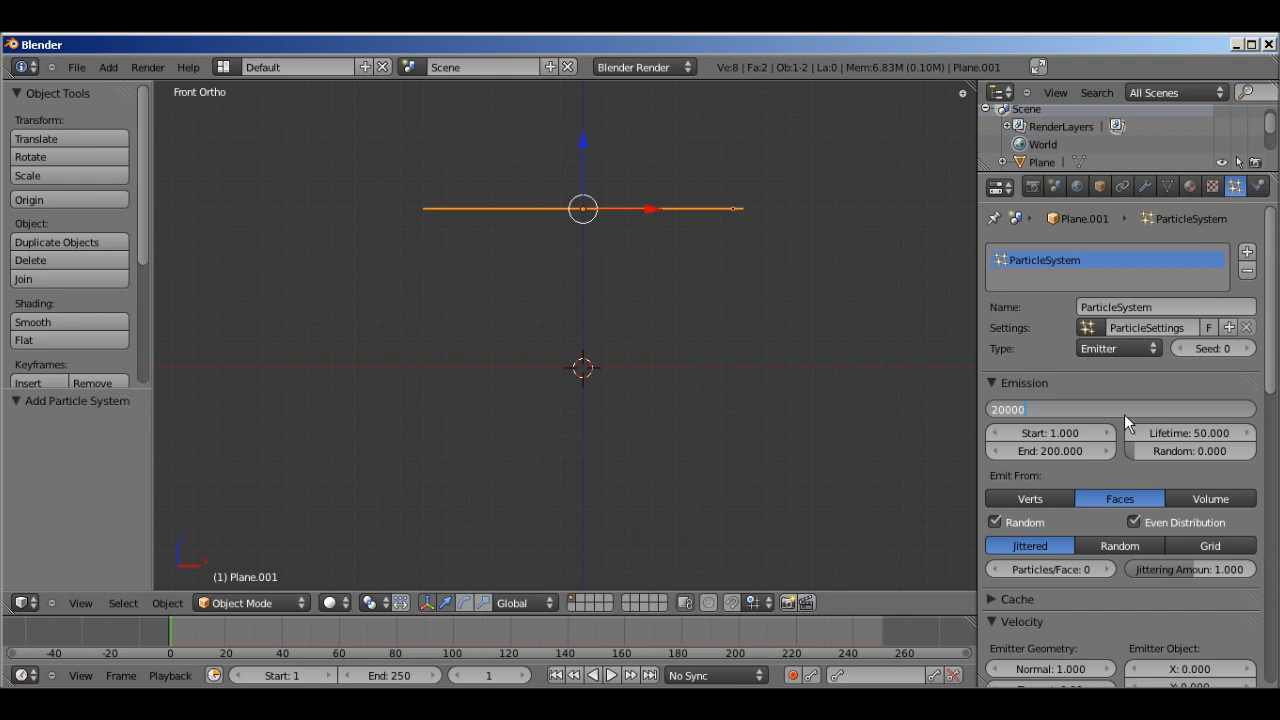 Blender
File Add Render Help Default Scene Blender Render Ve:8 | Fa:2 | Ob:1-2 | La:0 | Mem:6.83M (0.10M) | Plane.001
Object Tools
Transform:
Translate
Rotate
Scale
Origin
Object:
Duplicate Objects
Delete
Join
Shading:
Smooth
Flat
Keyframes:
Insert Remove
Add Particle System
Front Ortho
(1) Plane.001
View Select Object Object Mode Global
-40 -20 0 20 40 60 80 100 120 140 160 180 200 220 240 260
View Frame Playback Start: 1 End: 250 1 No Sync
View Search All Scenes
Scene
RenderLayers |
World
Plane |
Plane.001 ParticleSystem
ParticleSystem
Name: ParticleSystem
Settings: ParticleSettings F
Type: Emitter Seed: 0
Emission
20000
Start: 1.000 Lifetime: 50.000
End: 200.000 Random: 0.000
Emit From:
Verts Faces Volume
Random Even Distribution
Jittered Random Grid
Particles/Face: 0 Jittering Amoun: 1.000
Cache
Velocity
Emitter Geometry: Emitter Object:
Normal: 1.000 X: 0.000